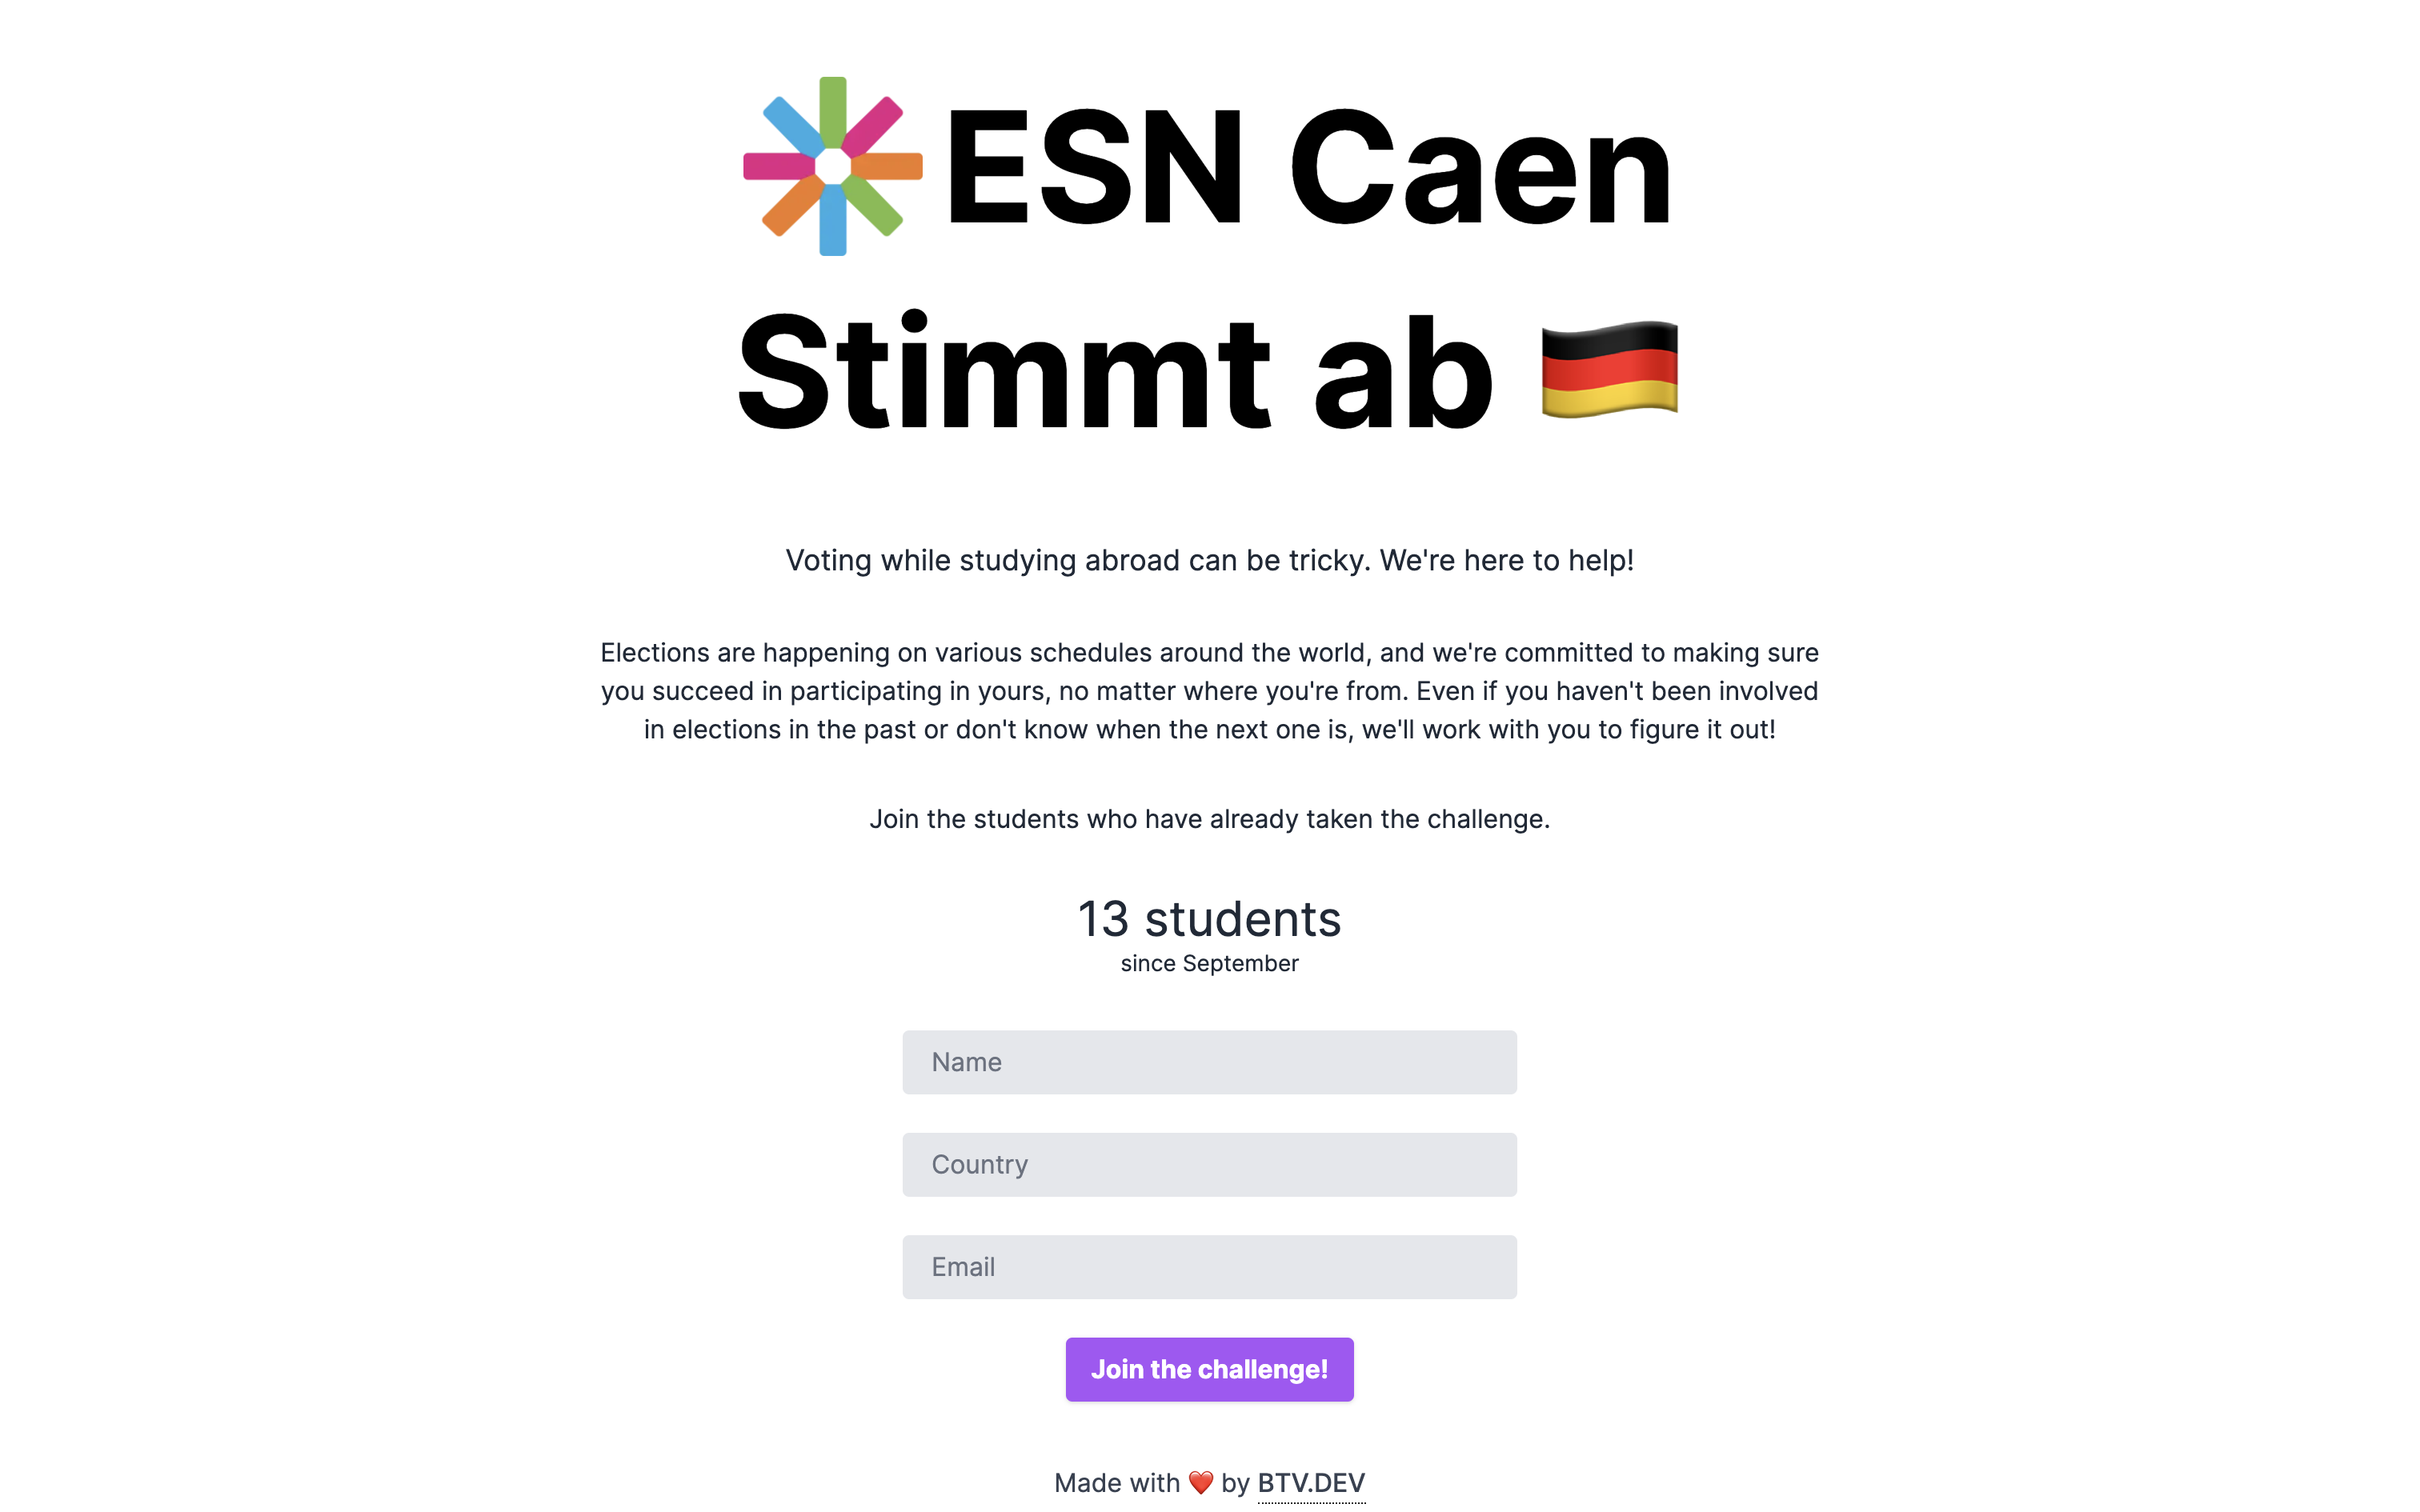 ESN Caen
Stimmt ab 🇩🇪
Voting while studying abroad can be tricky. We're here to help!
Elections are happening on various schedules around the world, and we're committed to making sure
you succeed in participating in yours, no matter where you're from. Even if you haven't been involved
in elections in the past or don't know when the next one is, we'll work with you to figure it out!
Join the students who have already taken the challenge.
13 students
since September
Name
Country
Email
Join the challenge!
Made with ❤️ by BTV.DEV